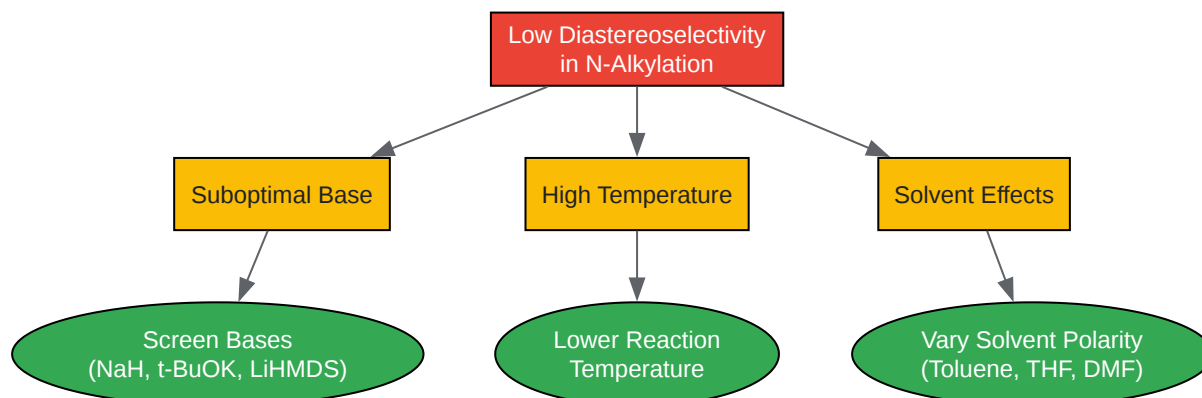 Low Diastereoselectivity
in N-Alkylation
Suboptimal Base
High Temperature
Solvent Effects
Screen Bases
(NaH, t-BuOK, LiHMDS)
Lower Reaction
Temperature
Vary Solvent Polarity
(Toluene, THF, DMF)